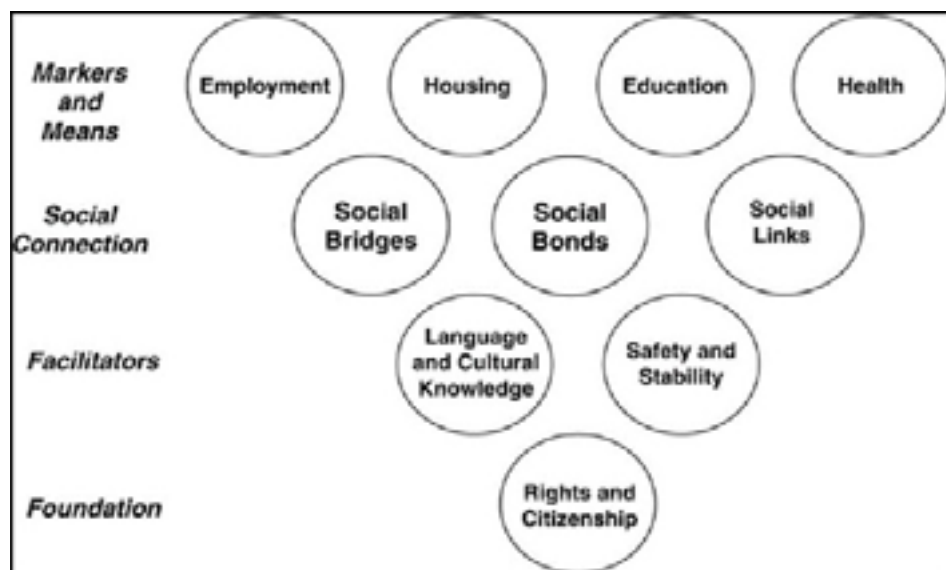 Markers
and
Means
Employment
Housing
Education
Health
Social
Connection
Social
Bridges
Social
Bonds
Social
Links
Facilitators
Language
and Cultural
Knowledge
Safety and
Stability
Foundation
Rights and
Citizenship